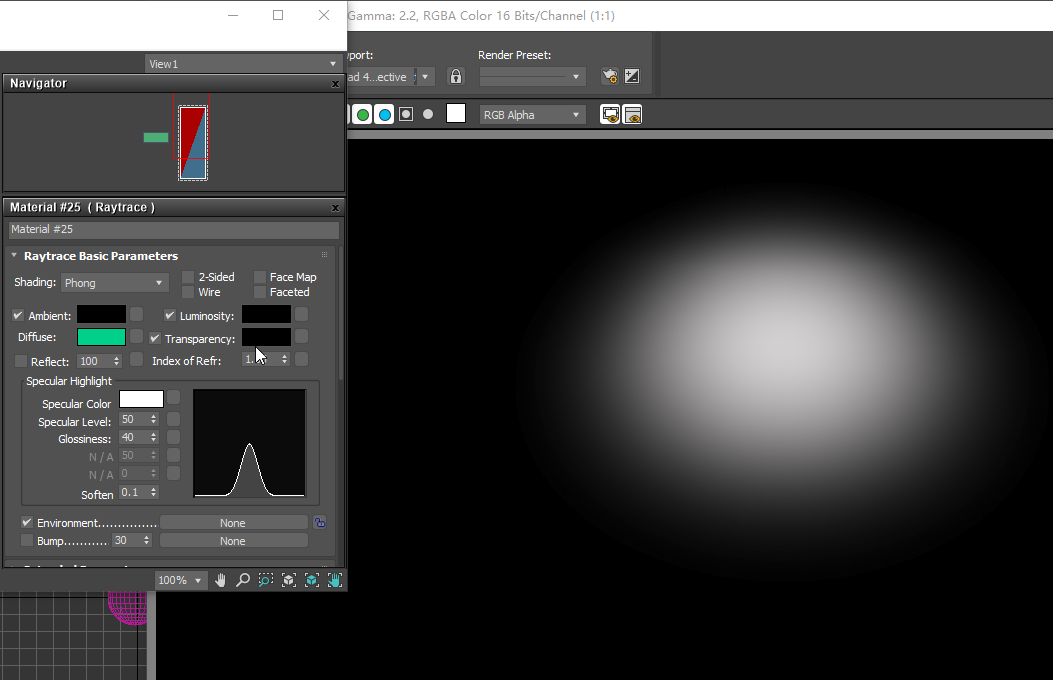 Gamma: 2.2, RGBA Color 16 Bits/Channel (1:1)
View1
port:
Render Preset:
ad 4...ective
Navigator
RGB Alpha
Material #25 ( Raytrace )
Material #25
Raytrace Basic Parameters
Shading: Phong
2-Sided
Face Map
Wire
Faceted
Ambient:
Luminosity:
Diffuse:
Transparency:
Reflect: 100
Index of Refr:
Specular Highlight
Specular Color
Specular Level: 50
Glossiness: 40
N / A 50
N / A 0
Soften 0.1
Environment............... None
Bump........... 30 None
100%